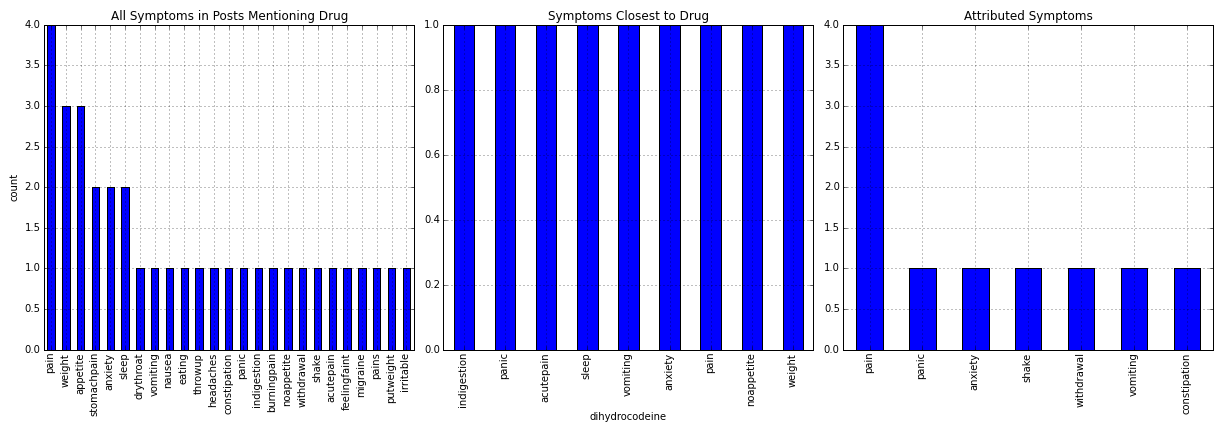 All Symptoms in Posts Mentioning Drug
4.0
3.5
3.0
2.5
2.0
1.5
1.0
0.5
0.0
count
pain
weight
appetite
stomachpain
anxiety
sleep
drythroat
vomiting
nausea
eating
throwup
headaches
constipation
panic
indigestion
burningpain
noappetite
withdrawal
shake
acutepain
feelingfaint
migraine
pains
putweight
irritable
Symptoms Closest to Drug
1.0
0.8
0.6
0.4
0.2
0.0
indigestion
panic
acutepain
sleep
vomiting
anxiety
pain
noappetite
weight
dihydrocodeine
Attributed Symptoms
4.0
3.5
3.0
2.5
2.0
1.5
1.0
0.5
0.0
pain
panic
anxiety
shake
withdrawal
vomiting
constipation